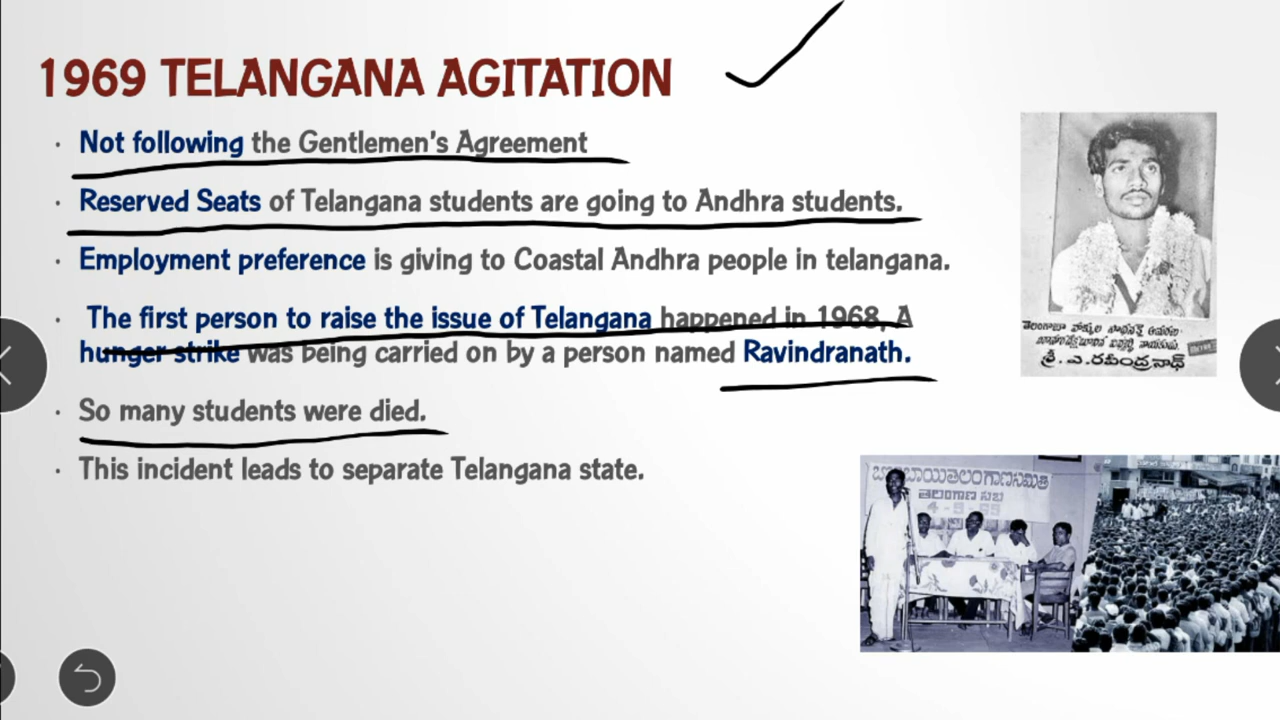 1969 TELANGANA AGITATION
Not following the Gentlemen's Agreement
Reserved Seats of Telangana students are going to Andhra students.
Employment preference is giving to Coastal Andhra people in telangana.
The first person to raise the issue of Telangana happened in 1968, A
hunger strike was being carried on by a person named Ravindranath.
So many students were died.
This incident leads to separate Telangana state.
శ్రీ. ఎ. రవీంద్రనాథ్
తెలంగాణ సభ